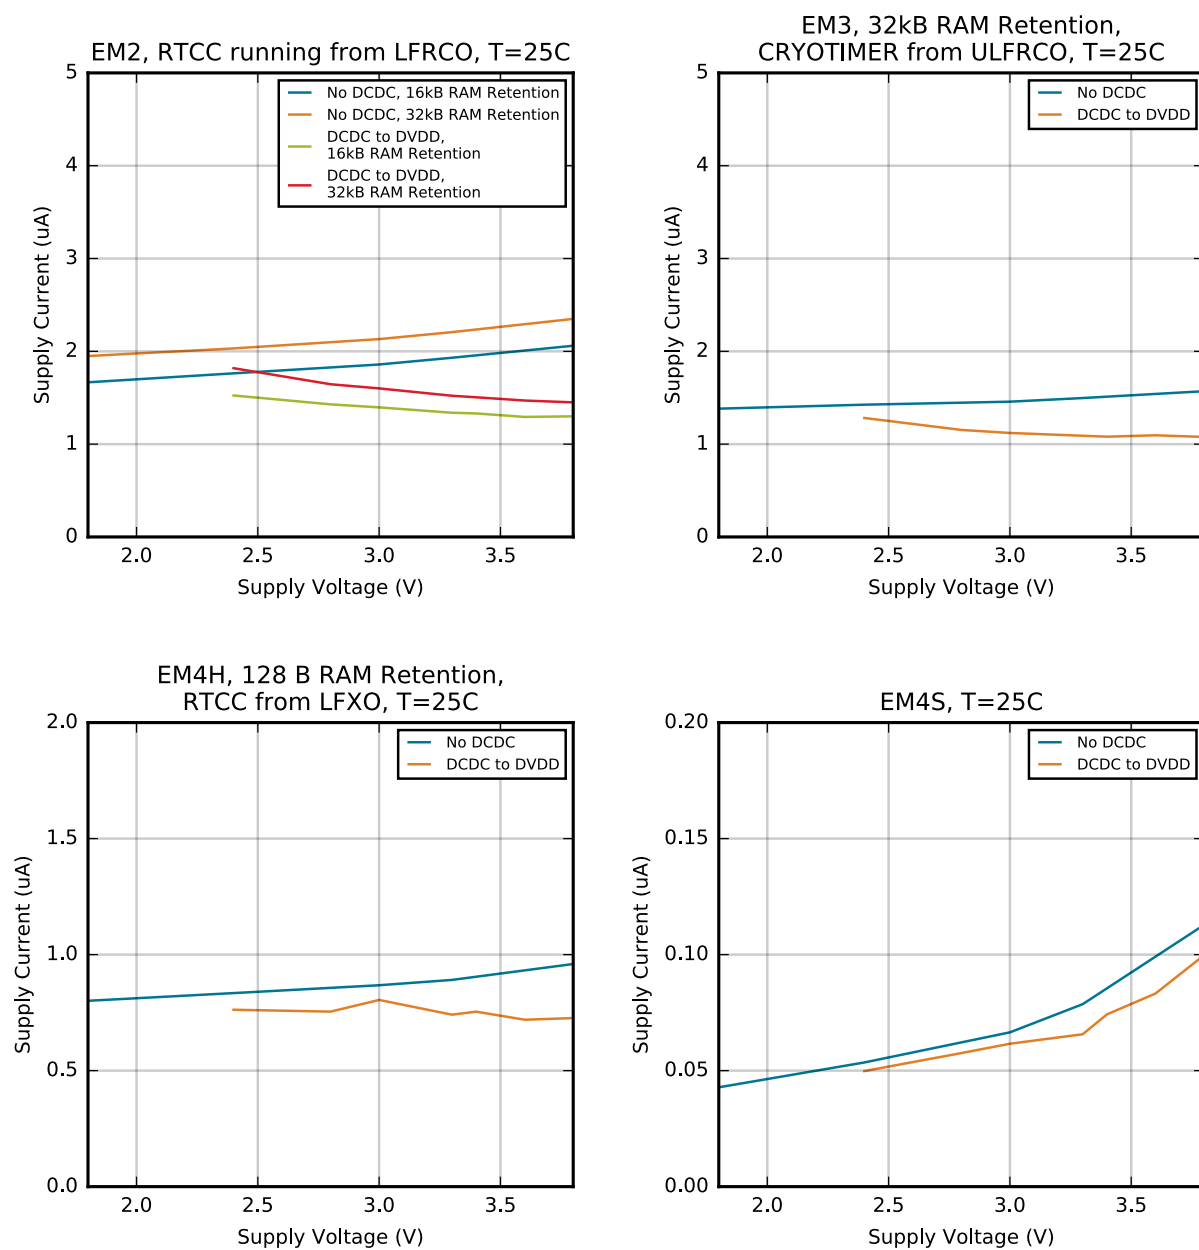 EM2, RTCC running from LFRCO, T=25C
5
4
3
2
1
0
Supply Current (uA)
No DCDC, 16kB RAM Retention
No DCDC, 32kB RAM Retention
DCDC to DVDD,
16kB RAM Retention
DCDC to DVDD,
32kB RAM Retention
2.0 2.5 3.0 3.5
Supply Voltage (V)
EM3, 32kB RAM Retention,
CRYOTIMER from ULFRCO, T=25C
5
4
3
2
1
0
Supply Current (uA)
No DCDC
DCDC to DVDD
2.0 2.5 3.0 3.5
Supply Voltage (V)
EM4H, 128 B RAM Retention,
RTCC from LFXO, T=25C
2.0
1.5
1.0
0.5
0.0
Supply Current (uA)
No DCDC
DCDC to DVDD
2.0 2.5 3.0 3.5
Supply Voltage (V)
EM4S, T=25C
0.20
0.15
0.10
0.05
0.00
Supply Current (uA)
No DCDC
DCDC to DVDD
2.0 2.5 3.0 3.5
Supply Voltage (V)